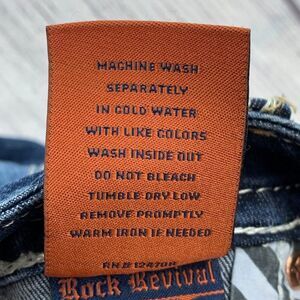 MACHINE WASH
SEPARATELY
IN COLD WATER
WITH LIKE COLORS
WASH INSIDE OUT
DO NOT BLEACH
TUMBLE DRY LOW
REMOVE PROMPTLY
WARM IRON IF NEEDED
RN#
Rock Revival